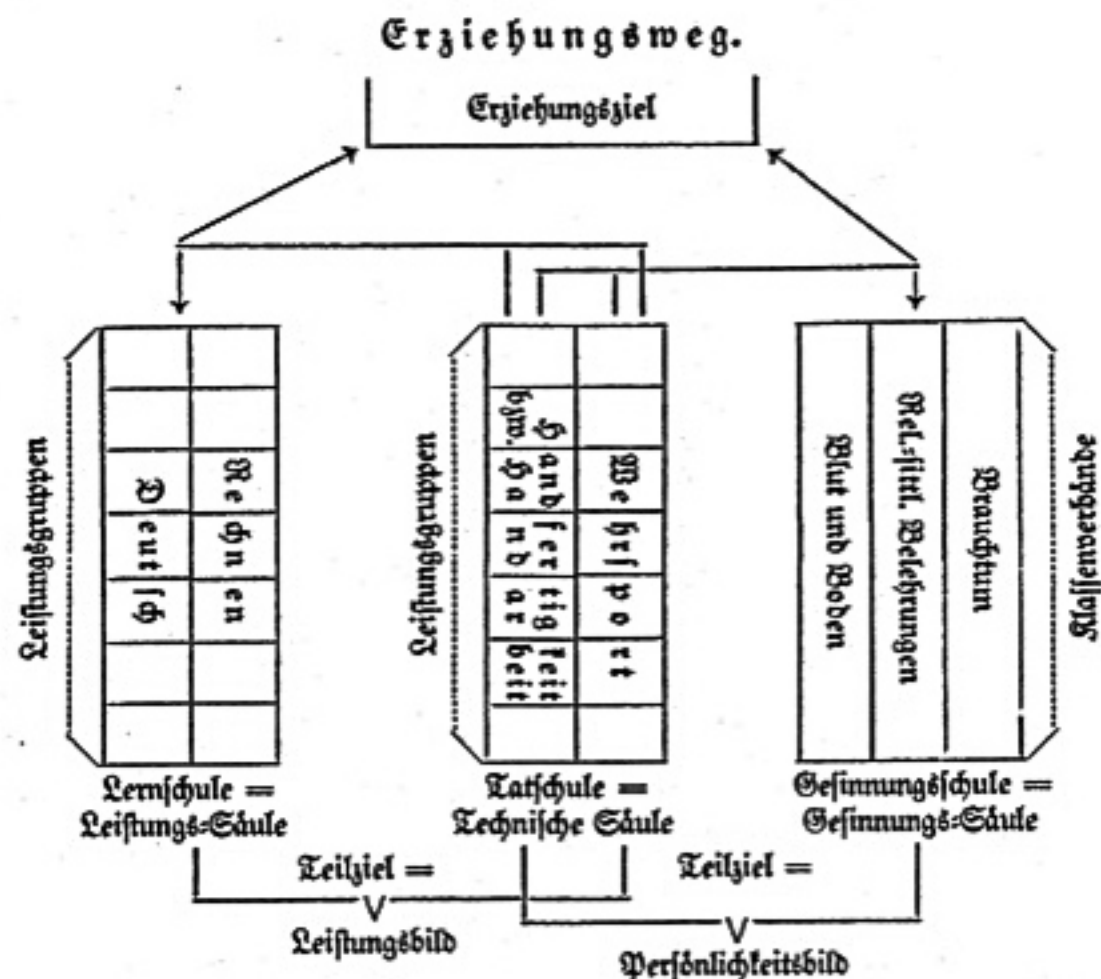 Erziehungsweg.
Erziehungsziel
Leistungsgruppen
Deutsch
Rechnen
Leistungsgruppen
bzw. Handarbeit
Handfertigkeit
Wehrsport
Blut und Boden
Rel.=sittl. Belehrungen
Brauchtum
Klassenverbände
Lernschule =
Leistungs=Säule
Tatschule =
Technische Säule
Gesinnungsschule =
Gesinnungs=Säule
Teilziel =
Leistungsbild
Teilziel =
Persönlichkeitsbild